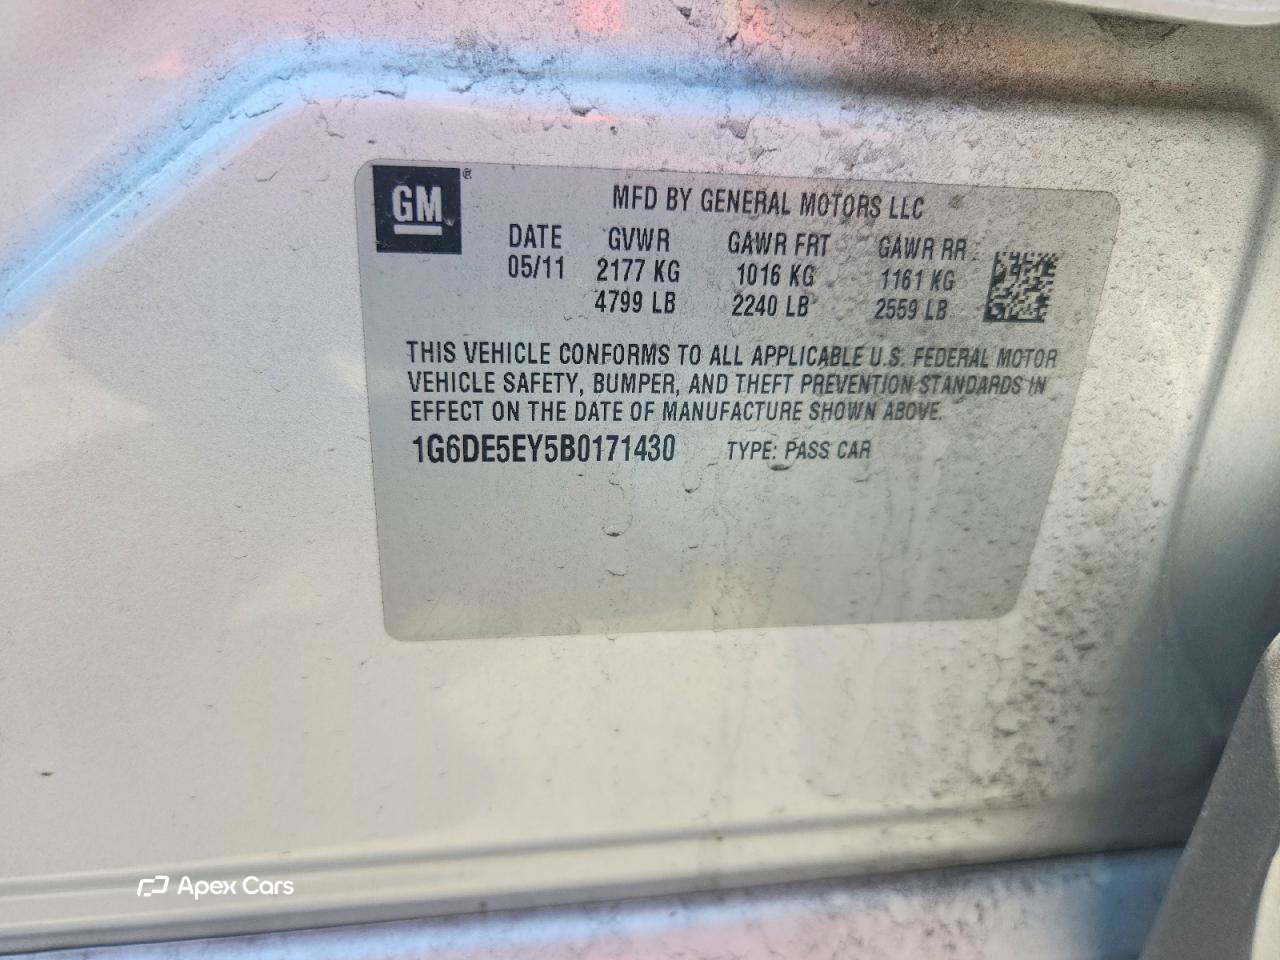 GM ®
MFD BY GENERAL MOTORS LLC
DATE GVWR GAWR FRT GAWR RR
05/11 2177 KG 1016 KG 1161 KG
4799 LB 2240 LB 2559 LB
THIS VEHICLE CONFORMS TO ALL APPLICABLE U.S. FEDERAL MOTOR
VEHICLE SAFETY, BUMPER, AND THEFT PREVENTION STANDARDS IN
EFFECT ON THE DATE OF MANUFACTURE SHOWN ABOVE.
1G6DE5EY5B0171430 TYPE: PASS CAR
Apex Cars